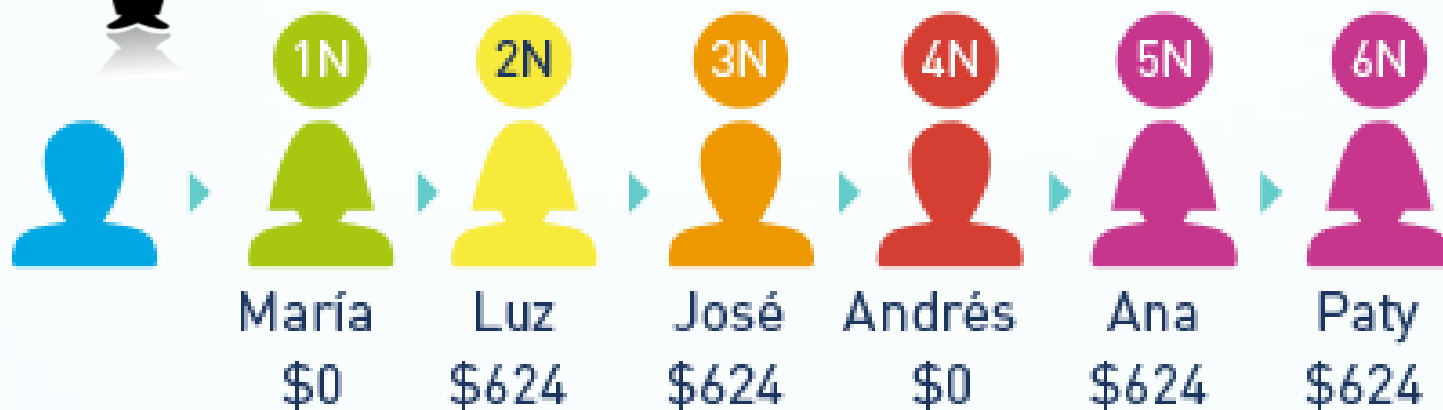 1N 2N 3N 4N 5N 6N
María Luz José Andrés Ana Paty
$0 $624 $624 $0 $624 $624